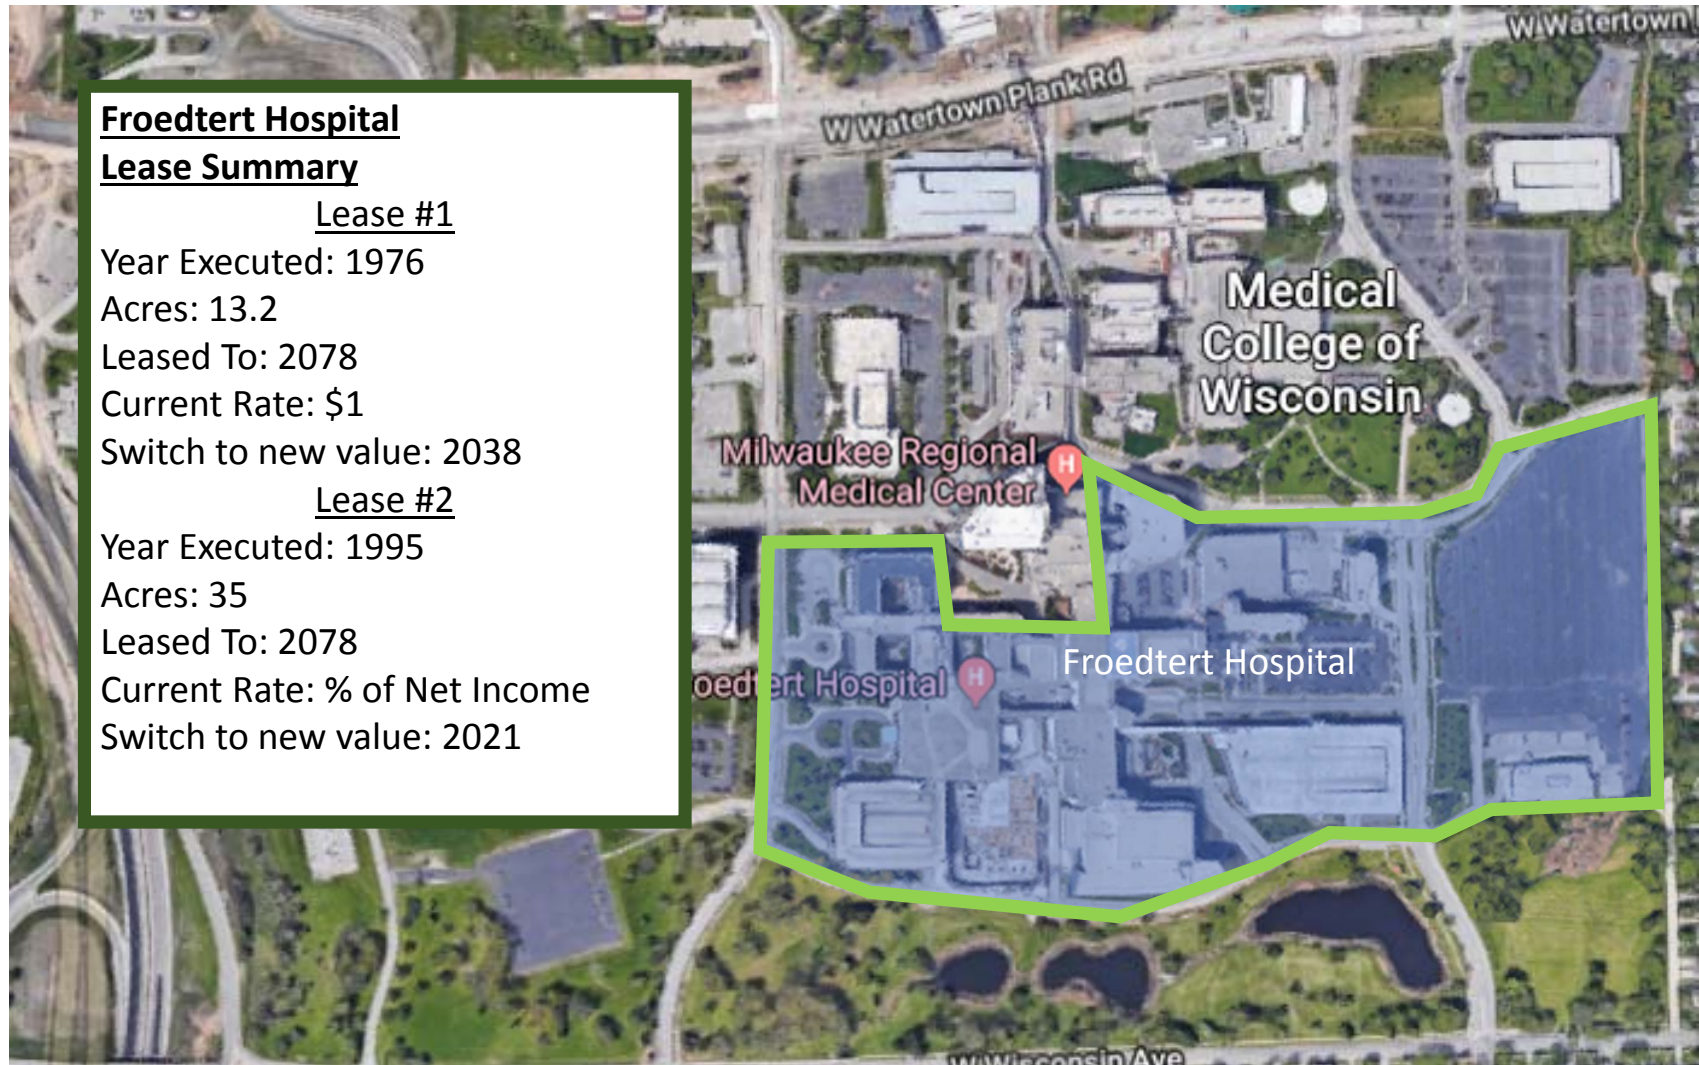 W Watertown
W Watertown Plank Rd
Froedtert Hospital
Lease Summary
Lease #1
Year Executed: 1976
Acres: 13.2
Leased To: 2078
Current Rate: $1
Switch to new value: 2038
Lease #2
Year Executed: 1995
Acres: 35
Leased To: 2078
Current Rate: % of Net Income
Switch to new value: 2021
Medical
College of
Wisconsin
Milwaukee Regional
Medical Center
H
Froedtert Hospital
oedtert Hospital
H
W Wisconsin Ave